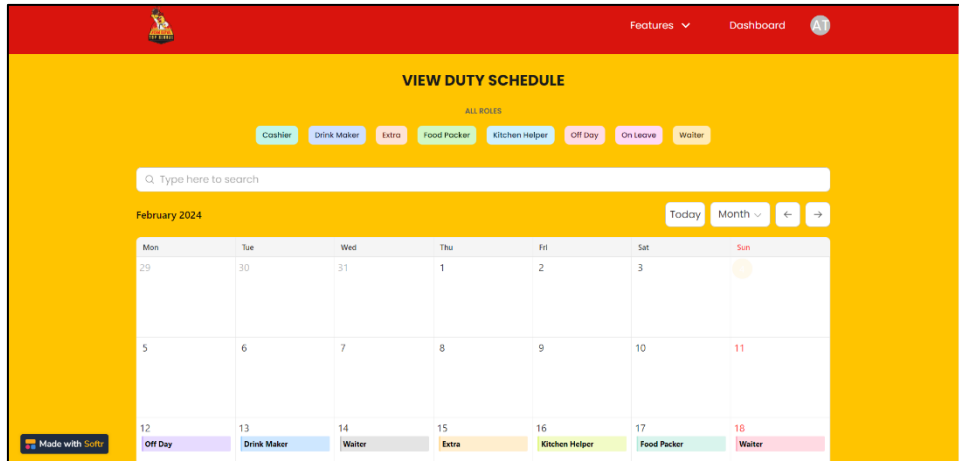 Features
Dashboard
AT
VIEW DUTY SCHEDULE
ALL ROLES
Cashier Drink Maker Extra Food Packer Kitchen Helper Off Day On Leave Waiter
Type here to search
February 2024
Today Month
Mon Tue Wed Thu Fri Sat Sun
29 30 31 1 2 3
5 6 7 8 9 10 11
12 13 14 15 16 17 18
Off Day Drink Maker Waiter Extra Kitchen Helper Food Packer Waiter
Made with Softr